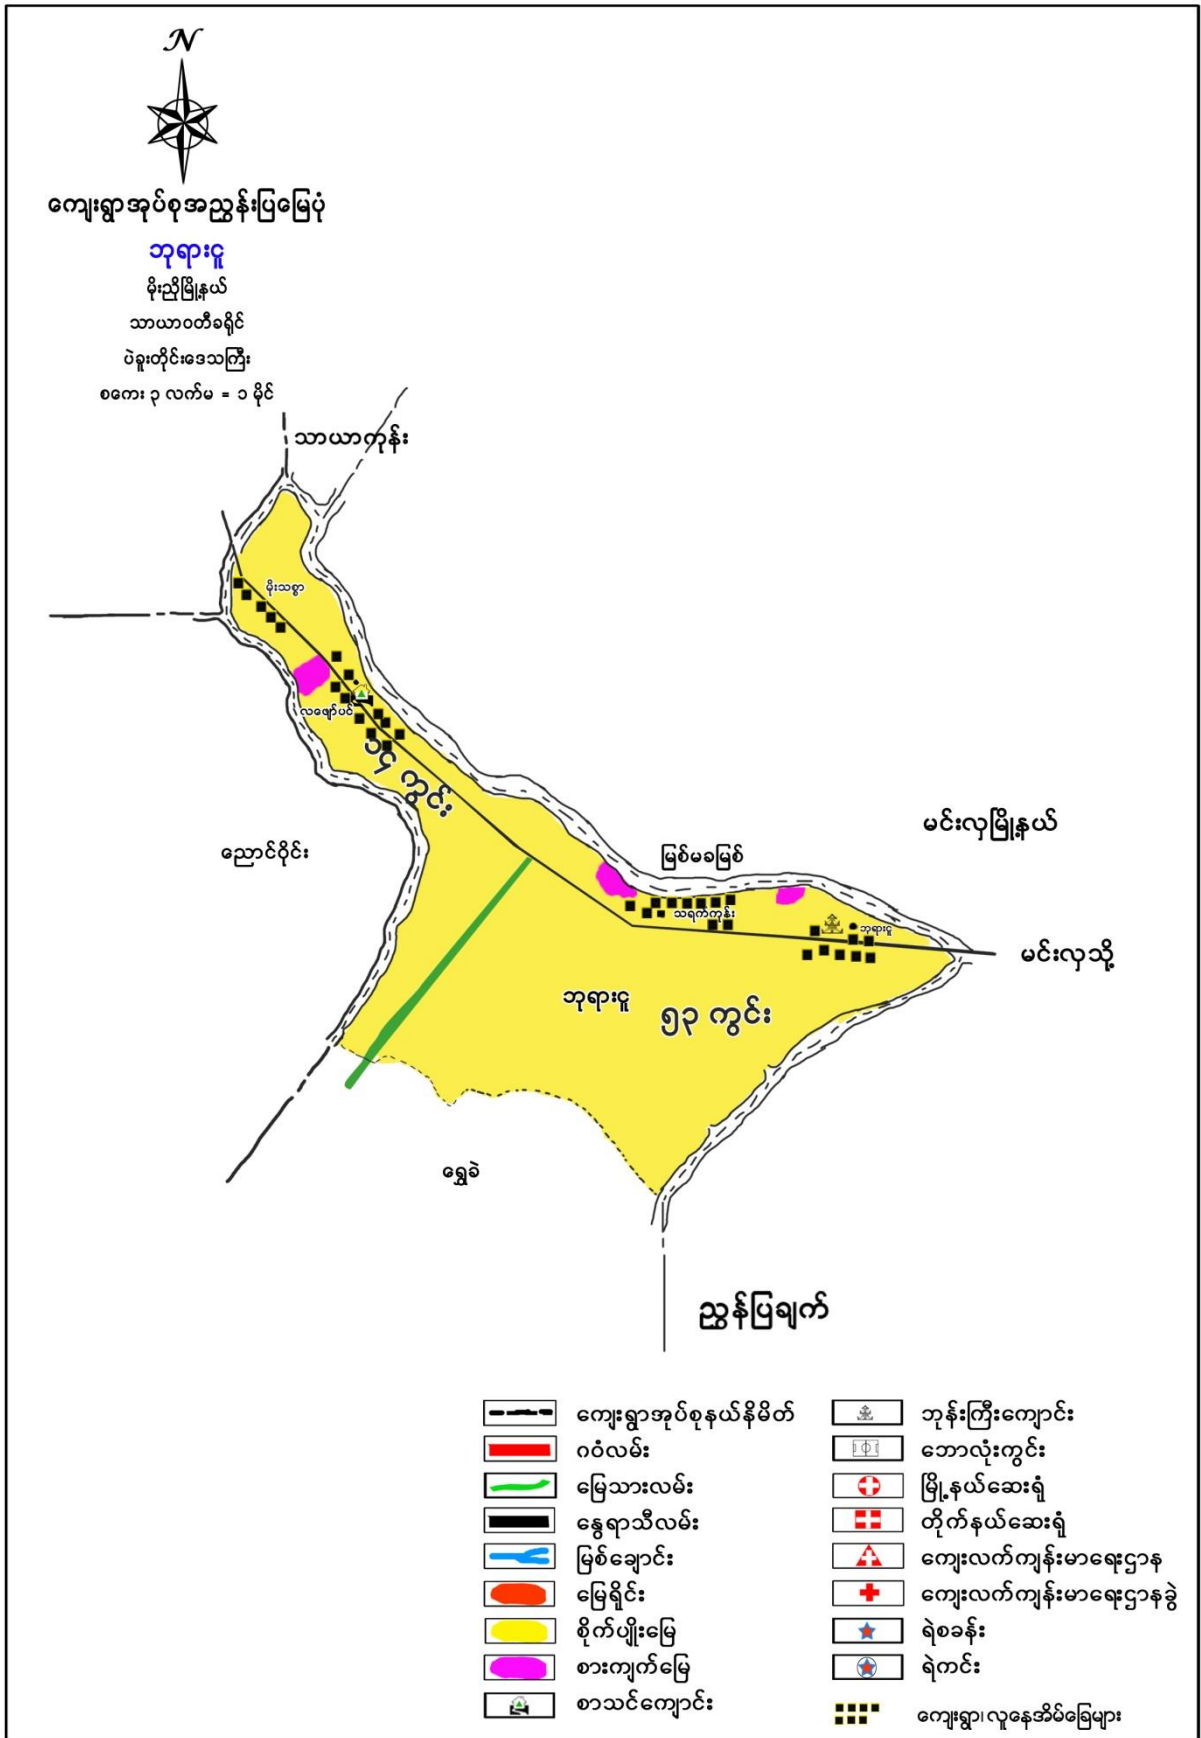 N
ကျေးရွာအုပ်စုအညွှန်းပြမြေပုံ
ဘုရားငူ
မိုးညိုမြို့နယ်
သာယာဝတီခရိုင်
ပဲခူးတိုင်းဒေသကြီး
စကေး ၃ လက်မ = ၁ မိုင်
သာယာကုန်း
မိုးသစွာ
လဖျော်ပင်
၁၄ ကွင်း
ညောင်ဝိုင်း
မင်းလှမြို့နယ်
မြစ်မခမြစ်
သရက်ကုန်း
ဘုရားငူ
မင်းလှသို့
ဘုရားငူ
၅၃ ကွင်း
ရွှေခဲ
ညွှန်ပြချက်
ကျေးရွာအုပ်စုနယ်နိမိတ်
ဂဝံလမ်း
မြေသားလမ်း
နွေရာသီလမ်း
မြစ်ချောင်း
မြေရိုင်း
စိုက်ပျိုးမြေ
စားကျက်မြေ
စာသင်ကျောင်း
ဘုန်းကြီးကျောင်း
ဘောလုံးကွင်း
မြို့နယ်ဆေးရုံ
တိုက်နယ်ဆေးရုံ
ကျေးလက်ကျန်းမာရေးဌာန
ကျေးလက်ကျန်းမာရေးဌာနခွဲ
ရဲစခန်း
ရဲကင်း
ကျေးရွာ၊လူနေအိမ်ခြေများ